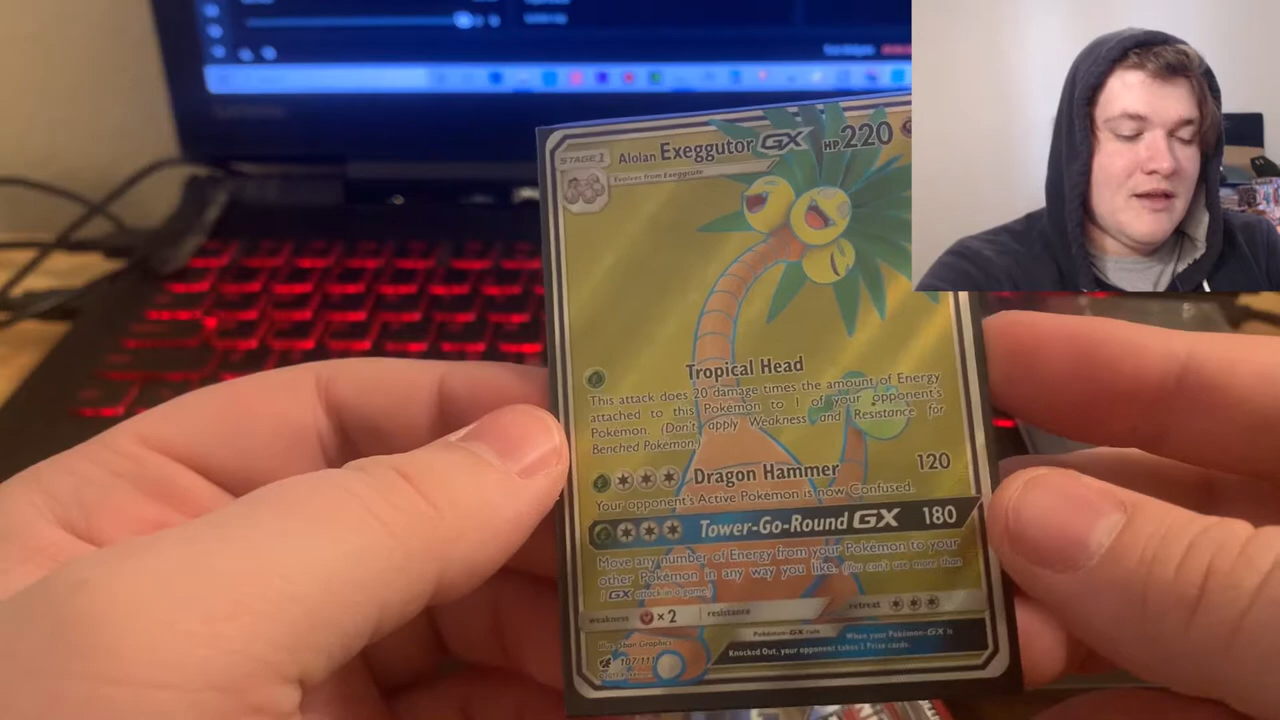 Lenovo
STAGE 1
Alolan Exeggutor GX HP 220
Evolves from Exeggcute
Tropical Head
This attack does 20 damage times the amount of Energy
attached to this Pokémon to 1 of your opponent's
Pokémon. (Don't apply Weakness and Resistance for
Benched Pokémon.)
Dragon Hammer 120
Your opponent's Active Pokémon is now Confused.
Tower-Go-Round GX 180
Move any number of Energy from your Pokémon to your
other Pokémon in any way you like. (You can't use more than
1 GX attack in a game.)
weakness ×2 resistance retreat
Pokémon-GX rule When your Pokémon-GX is
Knocked Out, your opponent takes 2 Prize cards.
Illus. 5ban Graphics
107/111